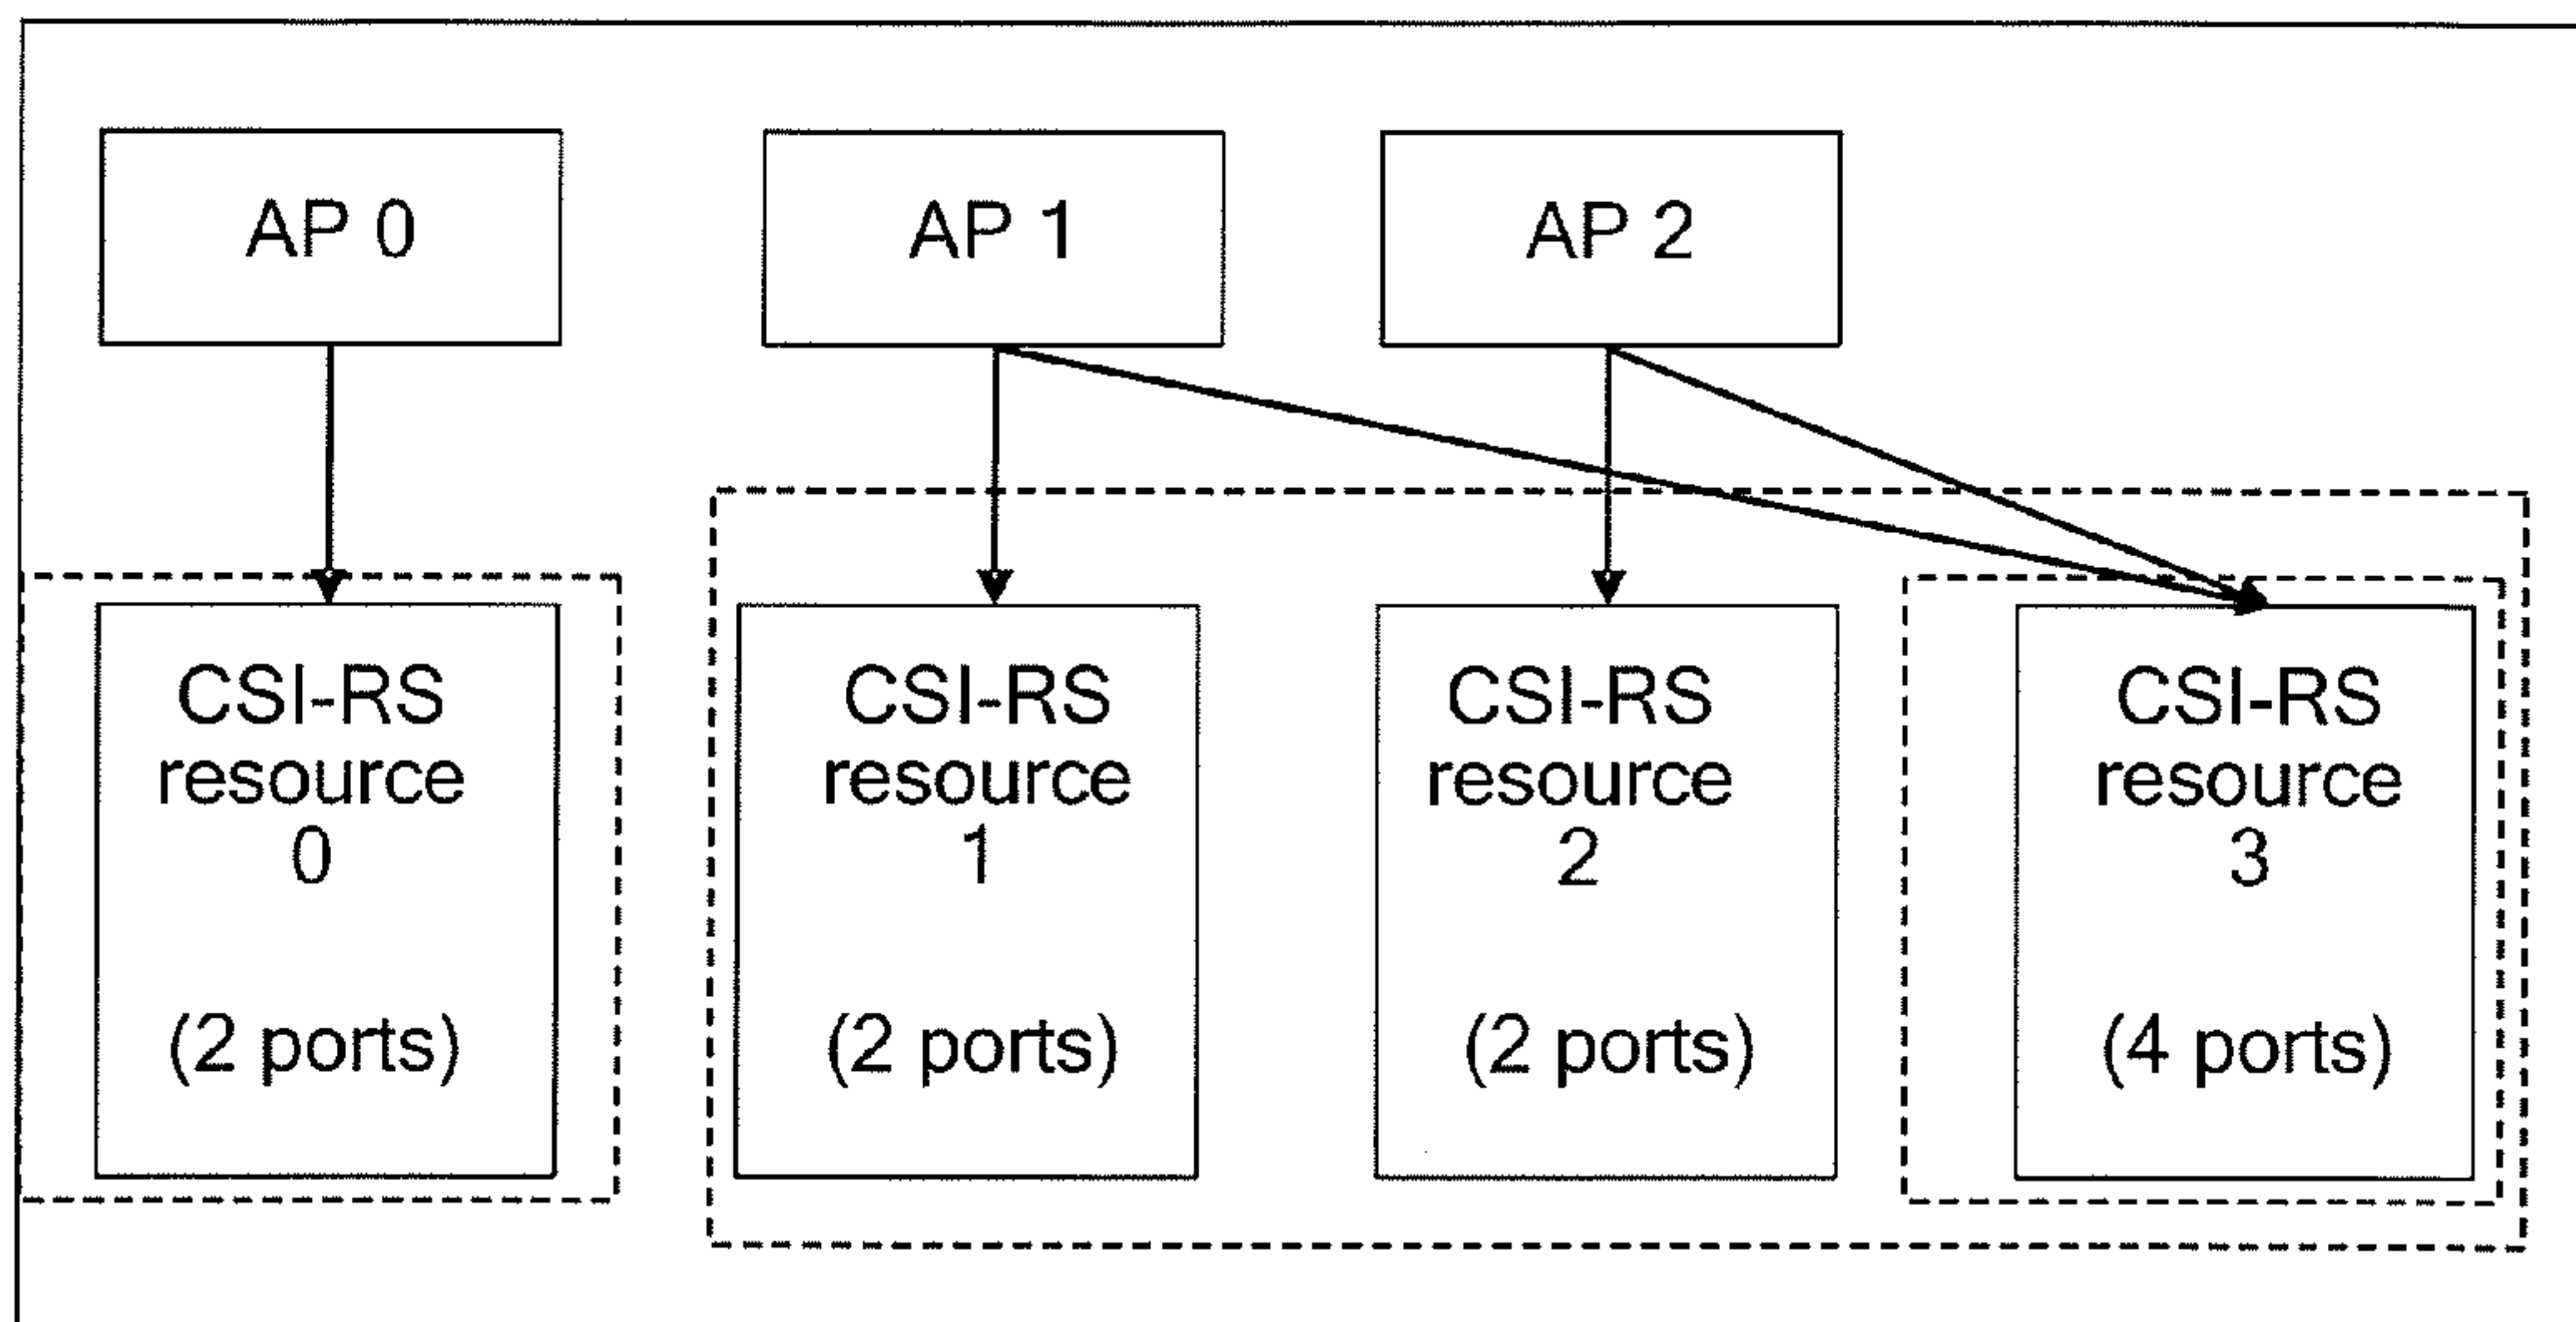 AP 0
AP 1
AP 2
CSI-RS
resource
0
(2 ports)
CSI-RS
resource
1
(2 ports)
CSI-RS
resource
2
(2 ports)
CSI-RS
resource
3
(4 ports)